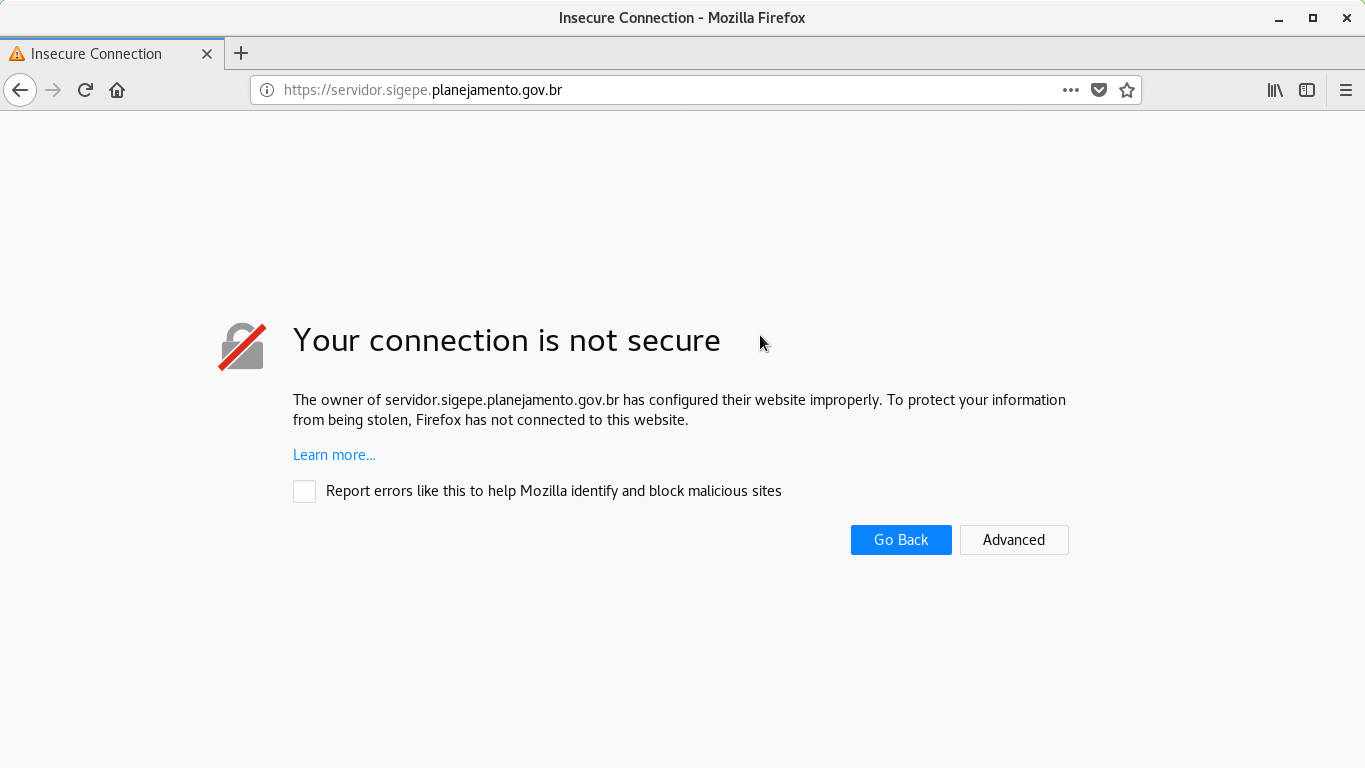 Insecure Connection - Mozilla Firefox
Insecure Connection
https://servidor.sigepe.planejamento.gov.br
Your connection is not secure
The owner of servidor.sigepe.planejamento.gov.br has configured their website improperly. To protect your information
from being stolen, Firefox has not connected to this website.
Learn more...
Report errors like this to help Mozilla identify and block malicious sites
Go Back
Advanced